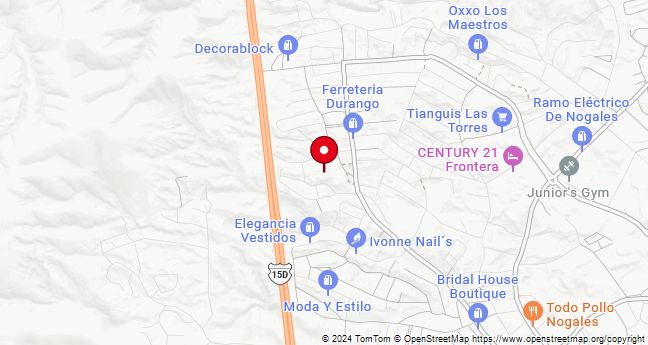 Oxxo Los
Maestros
Decorablock
Ferreteria
Durango
Tianguis Las
Torres
Ramo Eléctrico
De Nogales
CENTURY 21
Frontera
Junior's Gym
Elegancia
Vestidos
Ivonne Nail´s
15D
Moda Y Estilo
Bridal House
Boutique
Todo Pollo
Nogales
© 2024 TomTom © OpenStreetMap https://www.openstreetmap.org/copyright